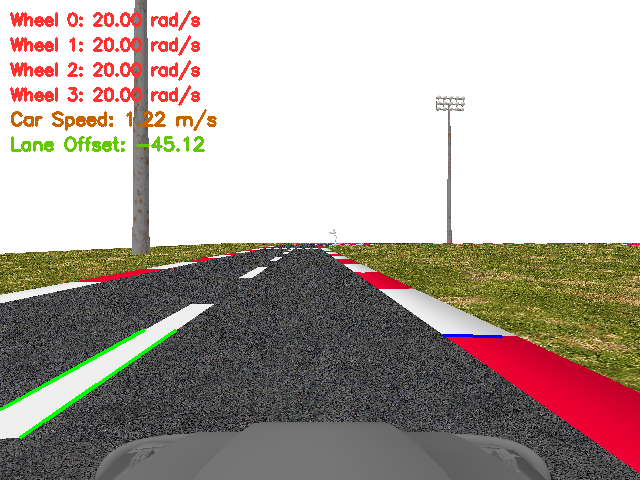 Wheel 0: 20.00 rad/s
Wheel 1: 20.00 rad/s
Wheel 2: 20.00 rad/s
Wheel 3: 20.00 rad/s
Car Speed: 1.22 m/s
Lane Offset: -45.12